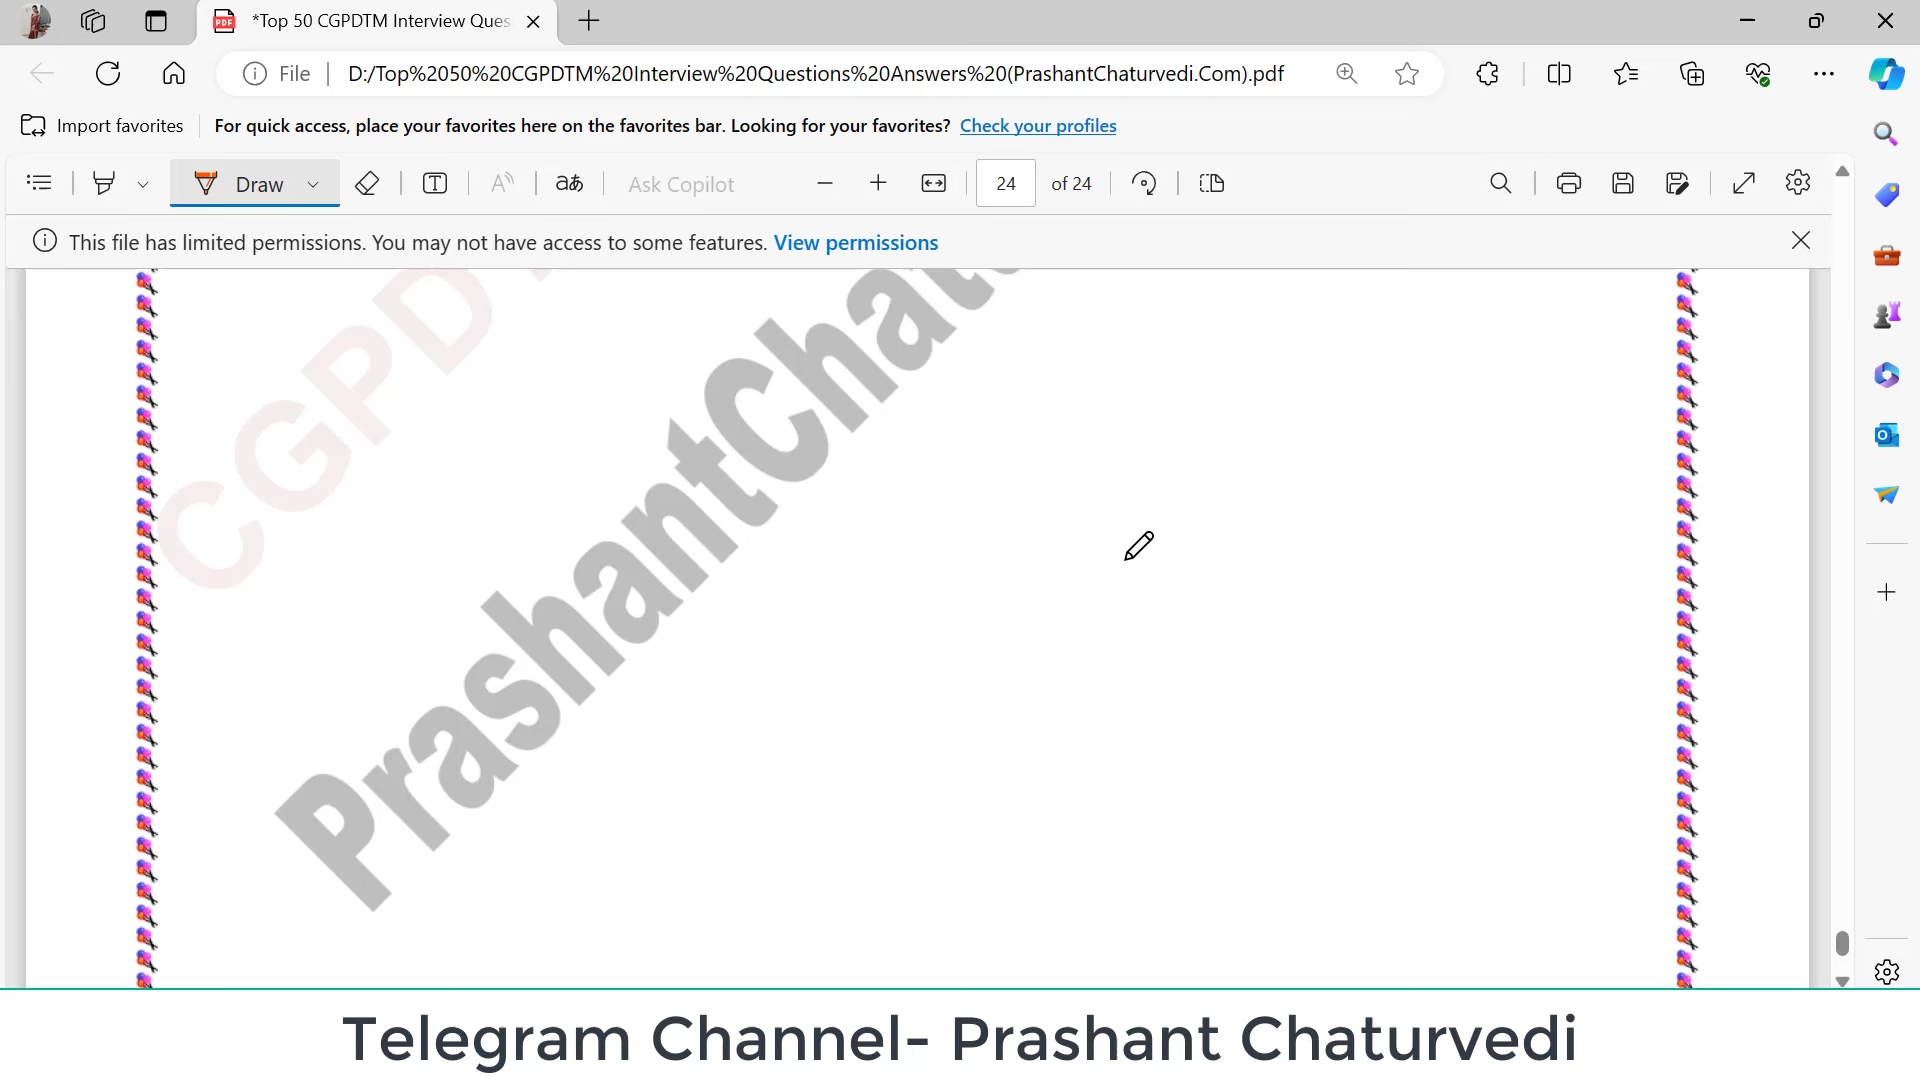 *Top 50 CGPDTM Interview Ques
File
D:/Top%2050%20CGPDTM%20Interview%20Questions%20Answers%20(PrashantChaturvedi.Com).pdf
Import favorites
For quick access, place your favorites here on the favorites bar. Looking for your favorites? Check your profiles
Draw
aあ
Ask Copilot
24 of 24
This file has limited permissions. You may not have access to some features. View permissions
CGPD
PrashantChat
Telegram Channel- Prashant Chaturvedi